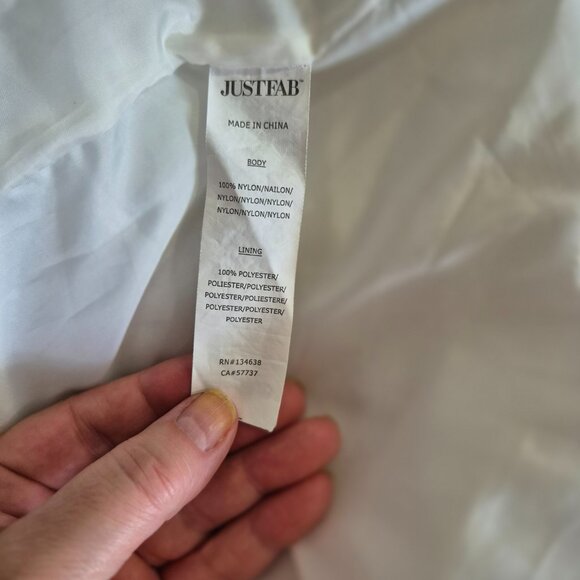 JUSTFAB™
MADE IN CHINA
BODY
100% NYLON/NAILON/
NYLON/NYLON/NYLON/
NYLON/NYLON/NYLON
LINING
100% POLYESTER/
POLIESTER/POLYESTER/
POLYESTER/POLIESTERE/
POLYESTER/POLYESTER/
POLYESTER
RN#134638
CA#57737